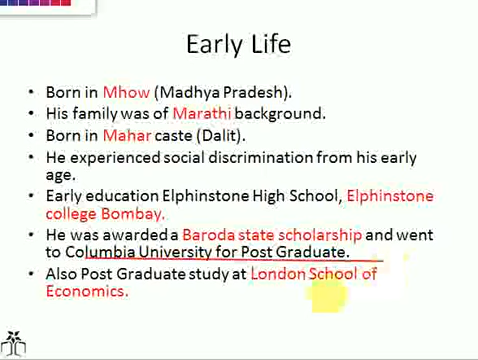 Early Life
• Born in Mhow (Madhya Pradesh).
• His family was of Marathi background.
• Born in Mahar caste (Dalit).
• He experienced social discrimination from his early
age.
• Early education Elphinstone High School, Elphinstone
college Bombay.
• He was awarded a Baroda state scholarship and went
to Columbia University for Post Graduate.
• Also Post Graduate study at London School of
Economics.